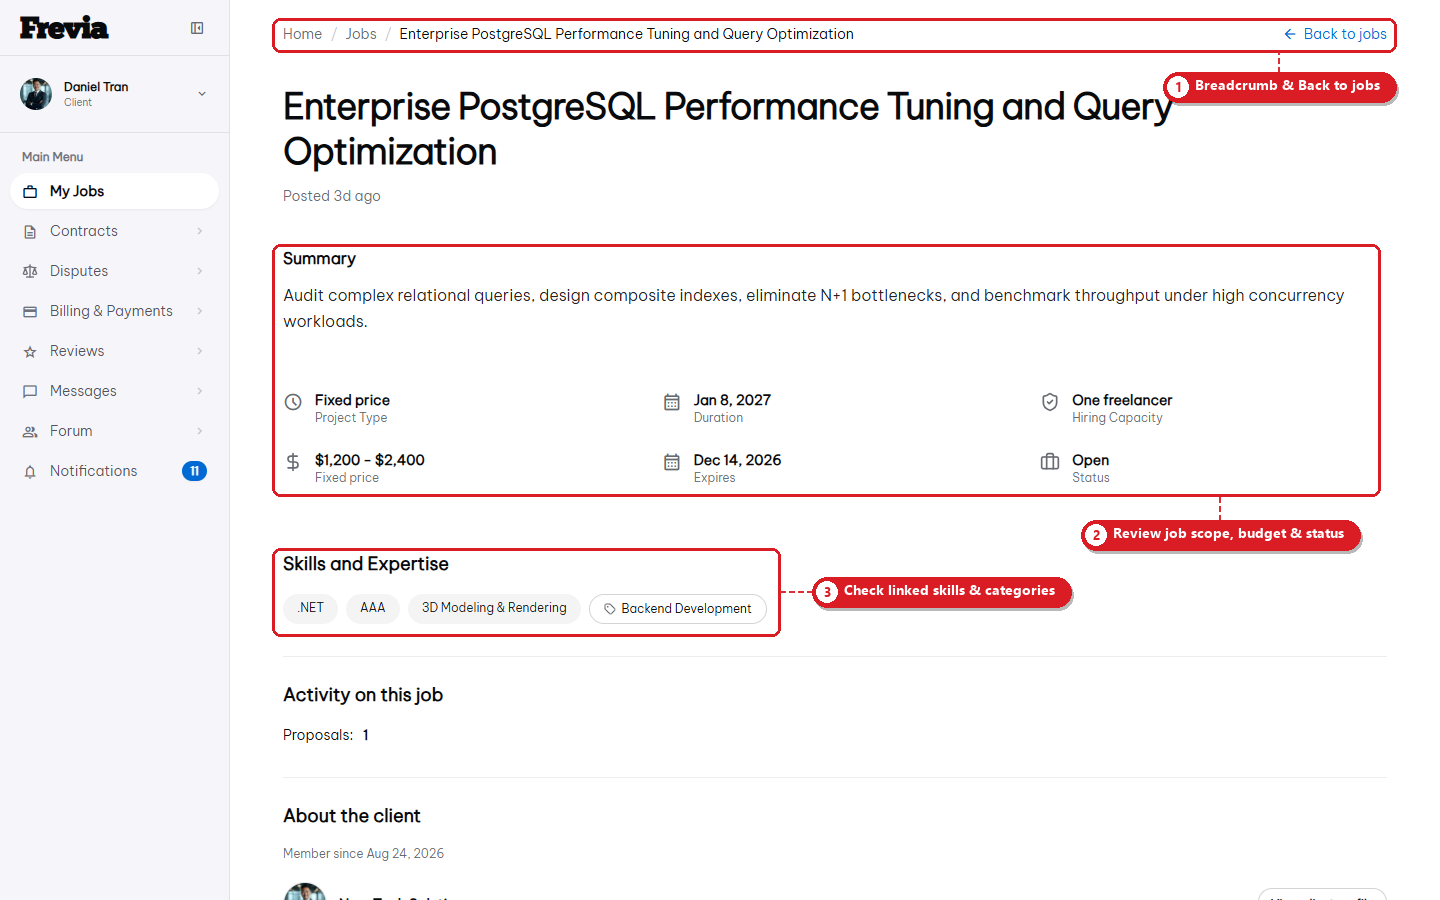 Frevia
Daniel Tran
Client
Main Menu
My Jobs
Contracts
Disputes
Billing & Payments
Reviews
Messages
Forum
Notifications 11
Home / Jobs / Enterprise PostgreSQL Performance Tuning and Query Optimization
← Back to jobs
1 Breadcrumb & Back to jobs
Enterprise PostgreSQL Performance Tuning and Query
Optimization
Posted 3d ago
Summary
Audit complex relational queries, design composite indexes, eliminate N+1 bottlenecks, and benchmark throughput under high concurrency
workloads.
Fixed price
Project Type
Jan 8, 2027
Duration
One freelancer
Hiring Capacity
$1,200 - $2,400
Fixed price
Dec 14, 2026
Expires
Open
Status
2 Review job scope, budget & status
Skills and Expertise
.NET AAA 3D Modeling & Rendering Backend Development
3 Check linked skills & categories
Activity on this job
Proposals: 1
About the client
Member since Aug 24, 2026